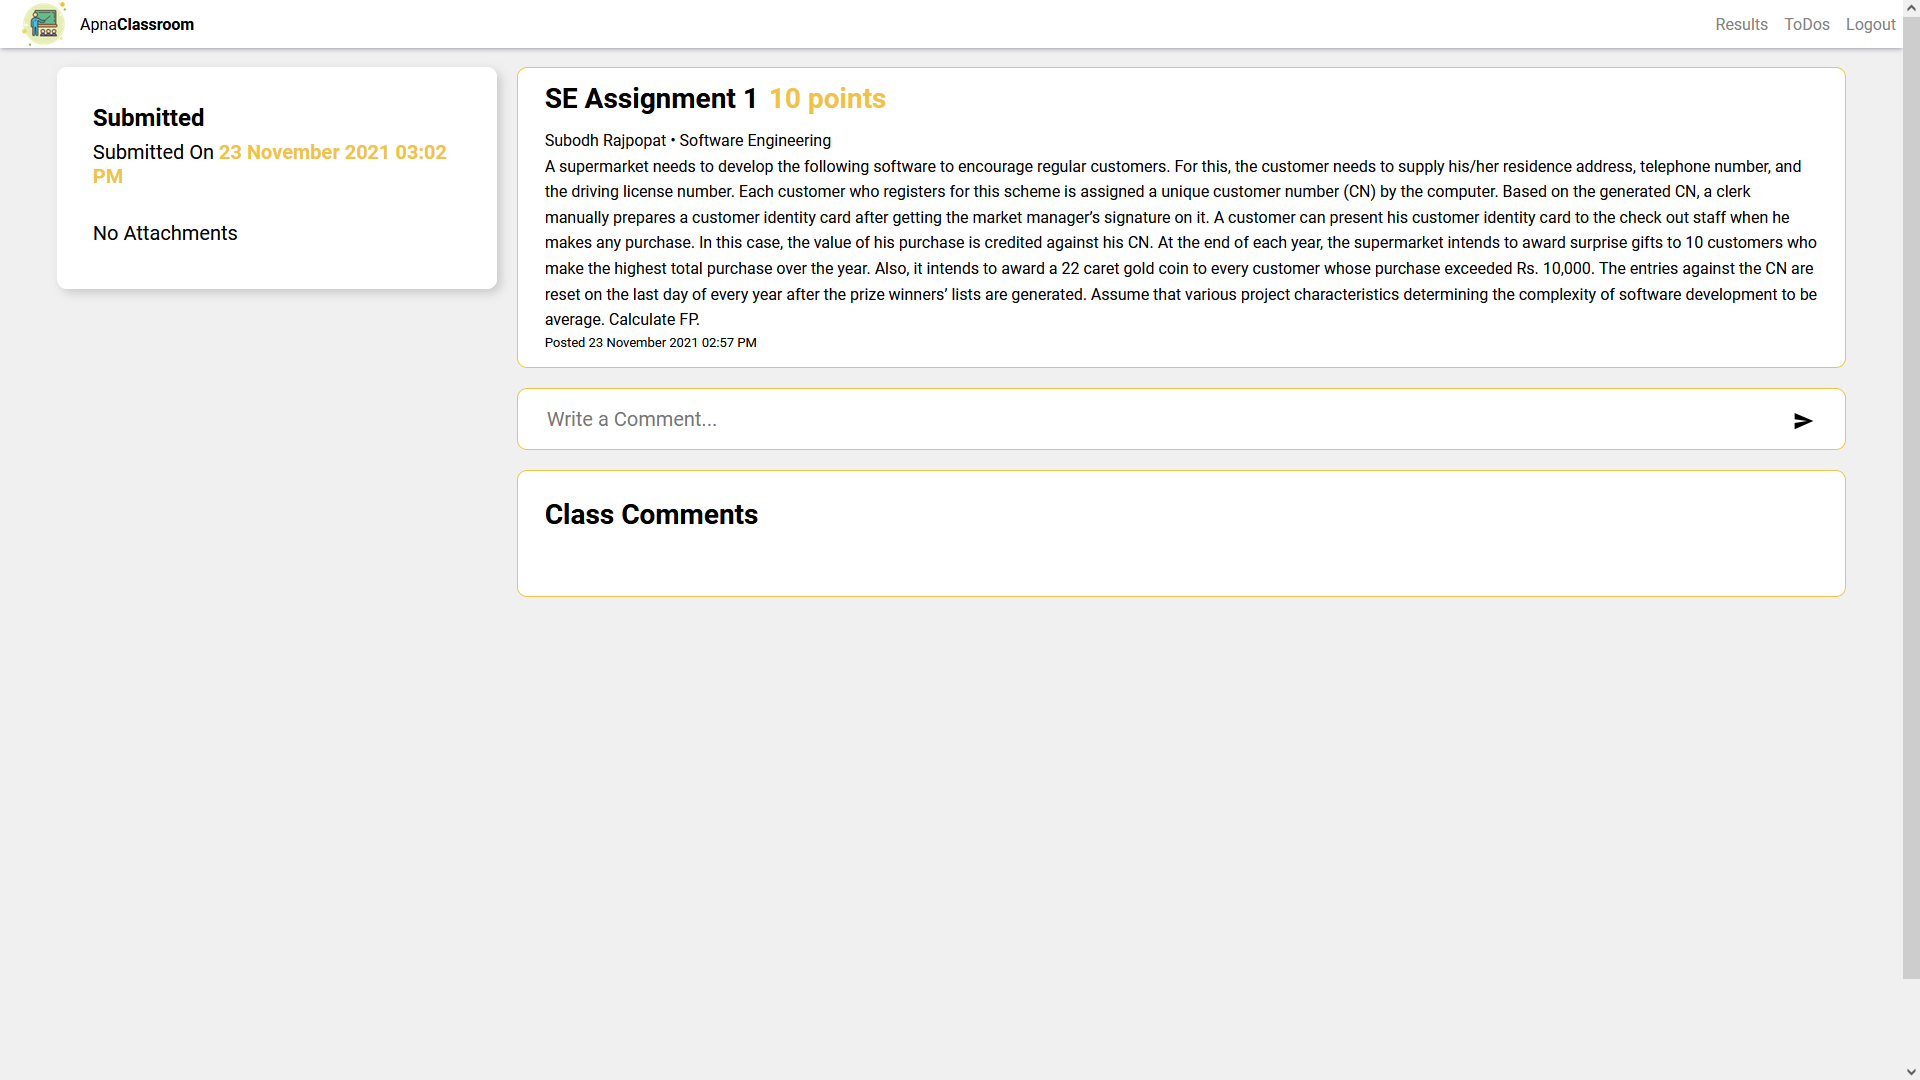 ApnaClassroom
Results ToDos Logout
Submitted
Submitted On 23 November 2021 03:02
PM
No Attachments
SE Assignment 1 10 points
Subodh Rajpopat • Software Engineering
A supermarket needs to develop the following software to encourage regular customers. For this, the customer needs to supply his/her residence address, telephone number, and
the driving license number. Each customer who registers for this scheme is assigned a unique customer number (CN) by the computer. Based on the generated CN, a clerk
manually prepares a customer identity card after getting the market manager’s signature on it. A customer can present his customer identity card to the check out staff when he
makes any purchase. In this case, the value of his purchase is credited against his CN. At the end of each year, the supermarket intends to award surprise gifts to 10 customers who
make the highest total purchase over the year. Also, it intends to award a 22 caret gold coin to every customer whose purchase exceeded Rs. 10,000. The entries against the CN are
reset on the last day of every year after the prize winners’ lists are generated. Assume that various project characteristics determining the complexity of software development to be
average. Calculate FP.
Posted 23 November 2021 02:57 PM
Write a Comment...
Class Comments